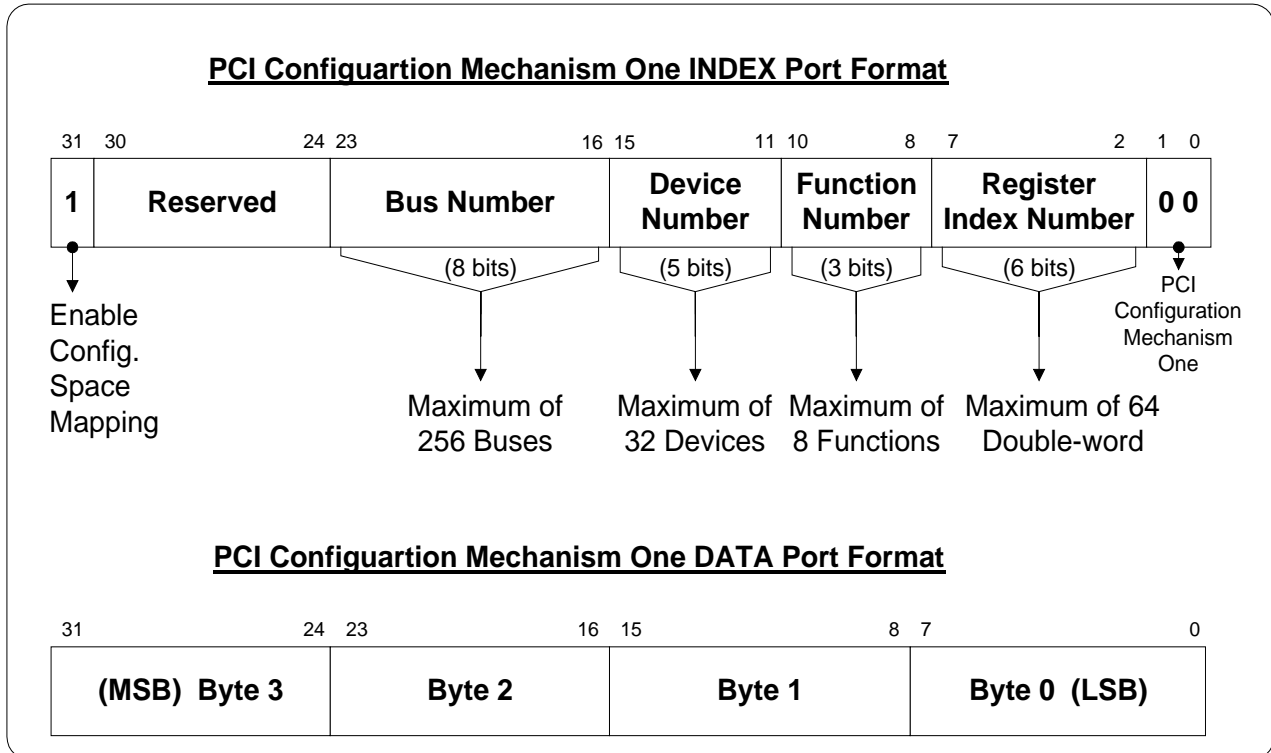 PCI Configuartion Mechanism One INDEX Port Format
31 30 24 23 16 15 11 10 8 7 2 1 0
1 Reserved Bus Number Device Number Function Number Register Index Number 0 0
(8 bits) (5 bits) (3 bits) (6 bits)
Enable
Config.
Space
Mapping
Maximum of
256 Buses
Maximum of
32 Devices
Maximum of
8 Functions
Maximum of 64
Double-word
PCI
Configuration
Mechanism
One
PCI Configuartion Mechanism One DATA Port Format
31 24 23 16 15 8 7 0
(MSB) Byte 3 Byte 2 Byte 1 Byte 0 (LSB)